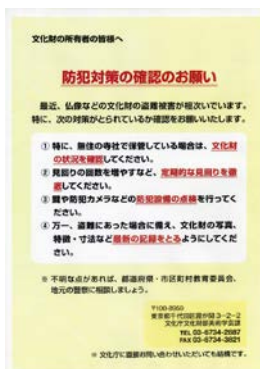 文化財の所有者の皆様へ
防犯対策の確認のお願い
最近、仏像などの文化財の盗難被害が相次いでいます。
特に、次の対策がとられているか確認をお願いいたします。
① 特に、無住の寺社で保管している場合は、文化財
の状況を確認してください。
② 見回りの回数を増やすなど、定期的な見回りを徹
底してください。
③ 鍵や防犯カメラなどの防犯設備の点検を行ってく
ださい。
④ 万一、盗難にあった場合に備え、文化財の写真、
特徴・寸法など最新の記録をとるようにしてくだ
さい。
※ 不明な点があれば、都道府県・市区町村教育委員会、
地元の警察に相談しましょう。
〒100-8959
東京都千代田区霞が関3-2-2
文化庁文化財部美術学芸課
TEL 03-6734-2887
FAX 03-6734-3821
※ 文化庁に直接お問い合わせいただいても結構です。